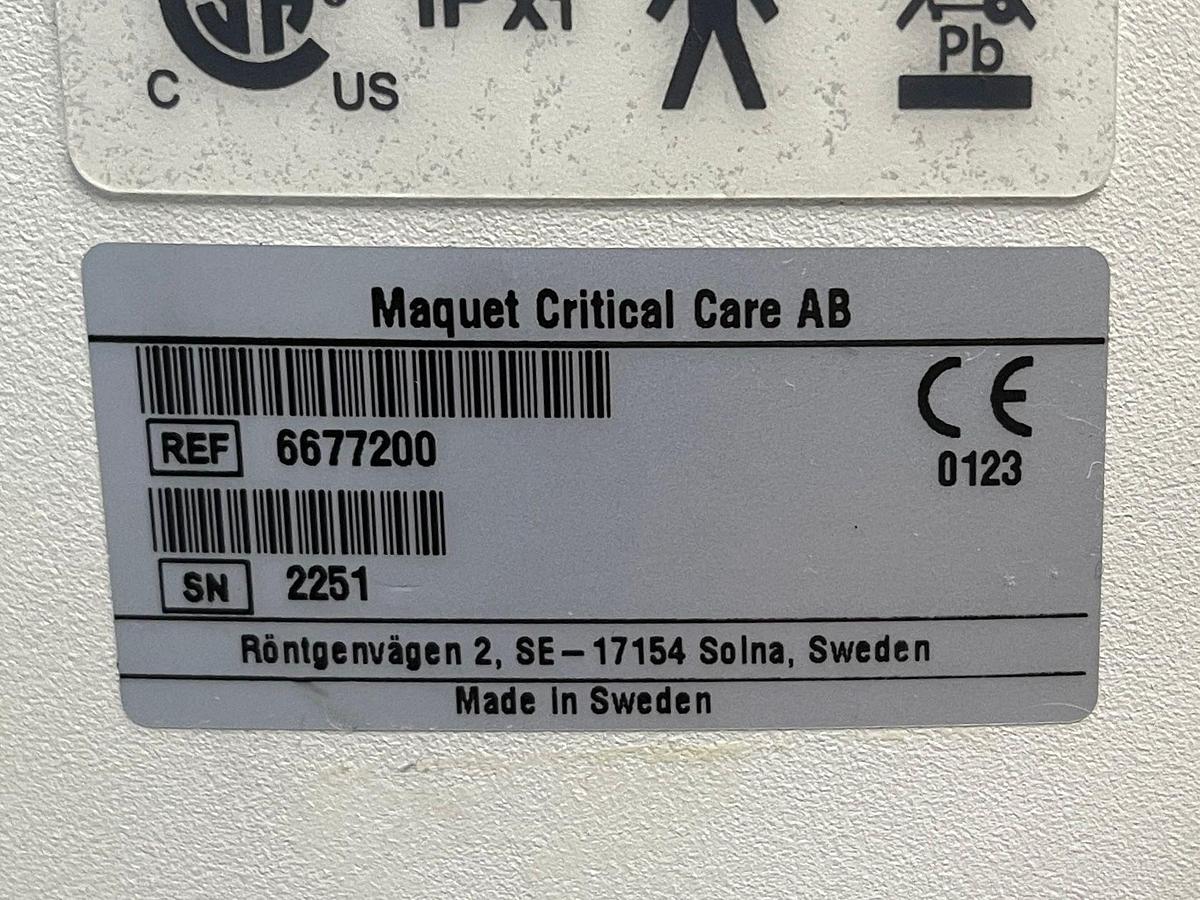 C US
IPX1
Pb
Maquet Critical Care AB
REF 6677200
CE
0123
SN 2251
Röntgenvägen 2, SE–17154 Solna, Sweden
Made in Sweden